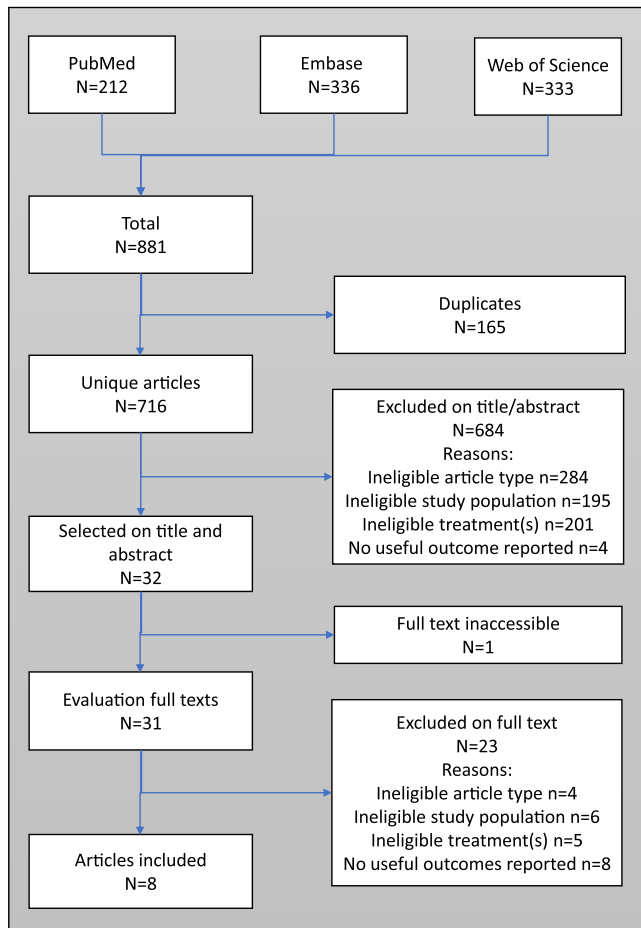 PubMed
N=212
Embase
N=336
Web of Science
N=333
Total
N=881
Duplicates
N=165
Unique articles
N=716
Excluded on title/abstract
N=684
Reasons:
Ineligible article type n=284
Ineligible study population n=195
Ineligible treatment(s) n=201
No useful outcome reported n=4
Selected on title and
abstract
N=32
Full text inaccessible
N=1
Evaluation full texts
N=31
Excluded on full text
N=23
Reasons:
Ineligible article type n=4
Ineligible study population n=6
Ineligible treatment(s) n=5
No useful outcomes reported n=8
Articles included
N=8